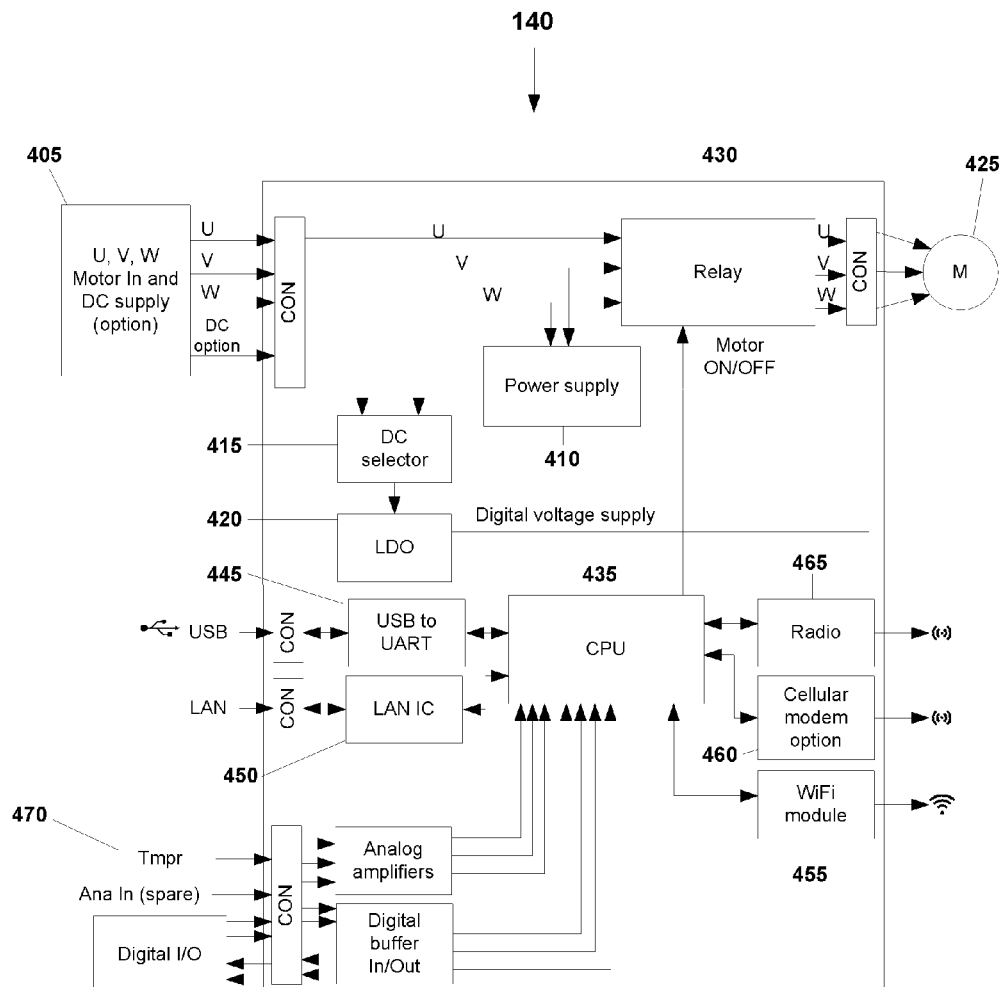 140
405
430
425
U, V, W
Motor In and
DC supply
(option)
U
V
W
DC
option
CON
U
V
W
Relay
U
V
W
CON
M
Motor
ON/OFF
Power supply
410
415
DC
selector
420
LDO
Digital voltage supply
445
435
465
USB
CON
USB to
UART
CPU
Radio
LAN
CON
LAN IC
450
Cellular
modem
option
460
WiFi
module
455
470
Tmpr
Ana In (spare)
Digital I/O
CON
Analog
amplifiers
Digital
buffer
In/Out